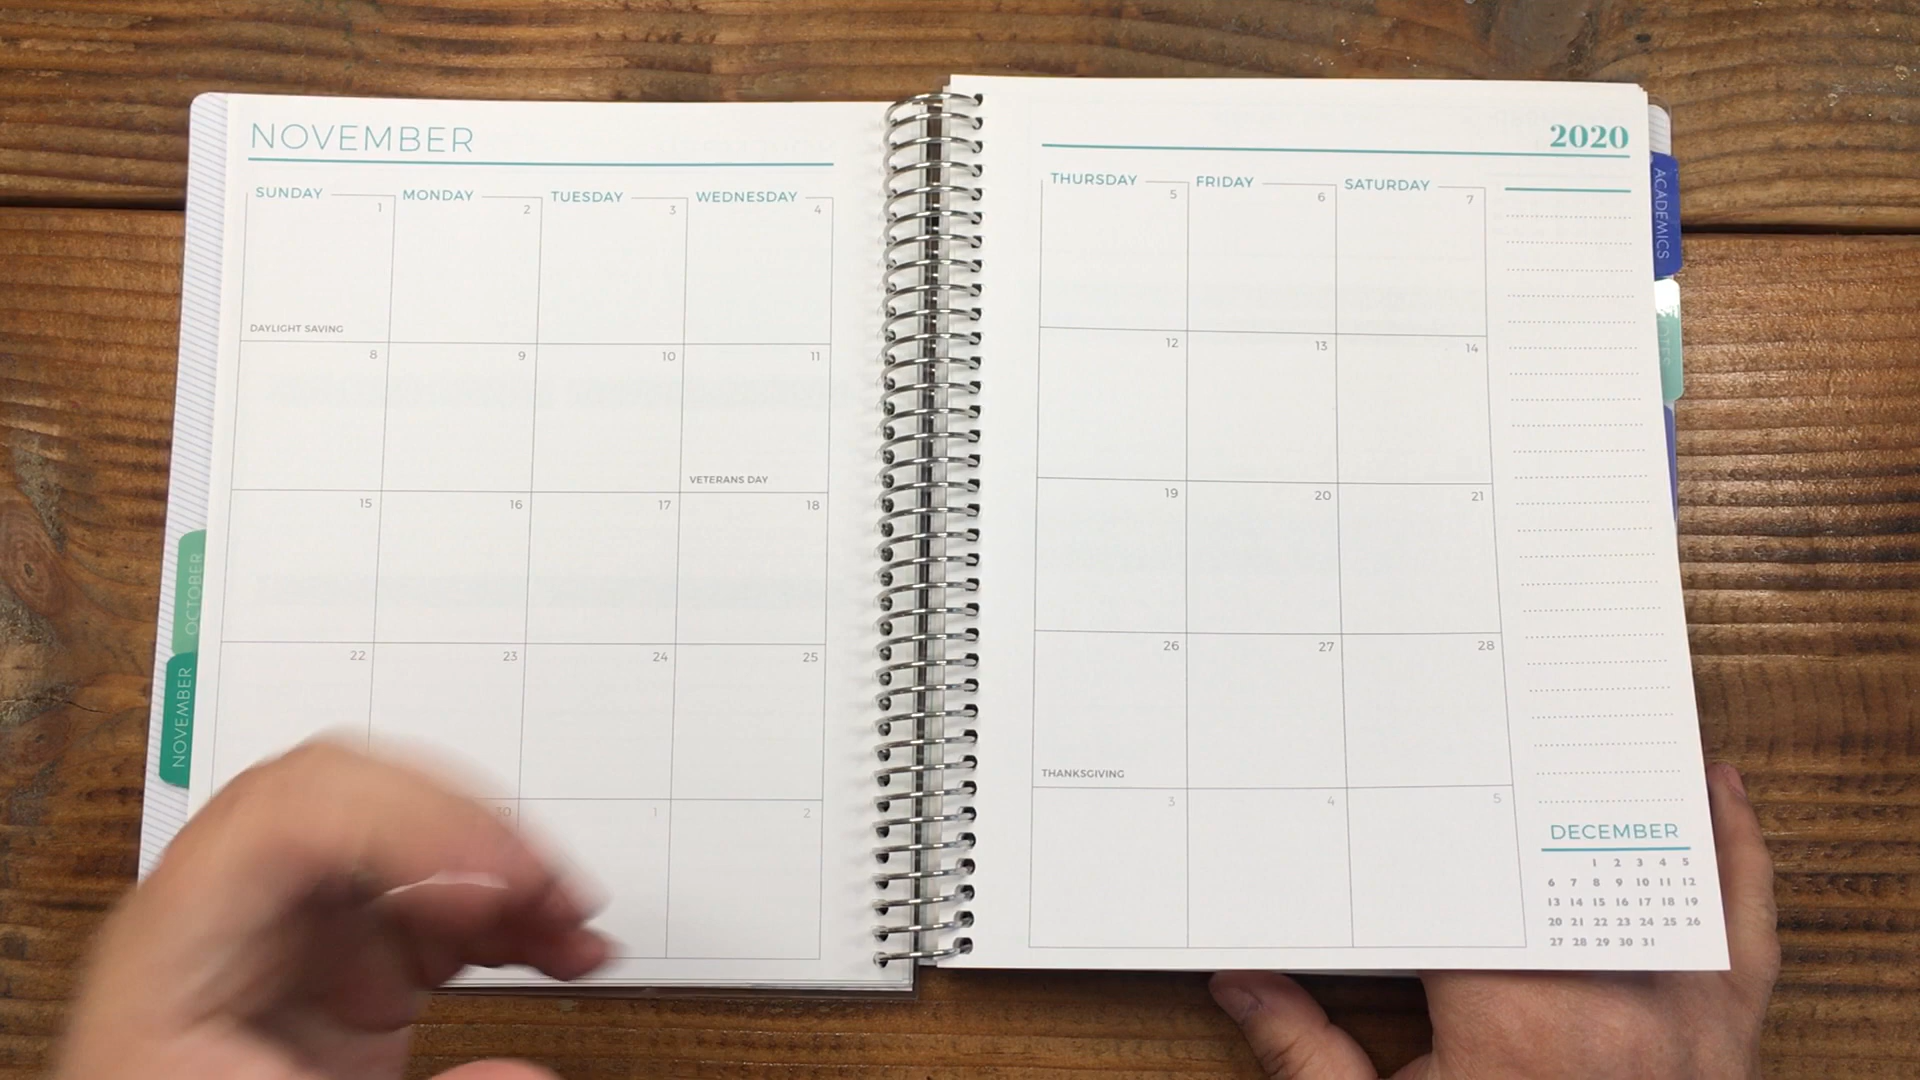 NOVEMBER
SUNDAY MONDAY TUESDAY WEDNESDAY
1 2 3 4
DAYLIGHT SAVING
8 9 10 11
VETERANS DAY
15 16 17 18
22 23 24 25
30 1 2
OCTOBER
NOVEMBER
2020
THURSDAY FRIDAY SATURDAY
5 6 7
12 13 14
19 20 21
26 27 28
THANKSGIVING
3 4 5
DECEMBER
1 2 3 4 5
6 7 8 9 10 11 12
13 14 15 16 17 18 19
20 21 22 23 24 25 26
27 28 29 30 31
ACADEMICS